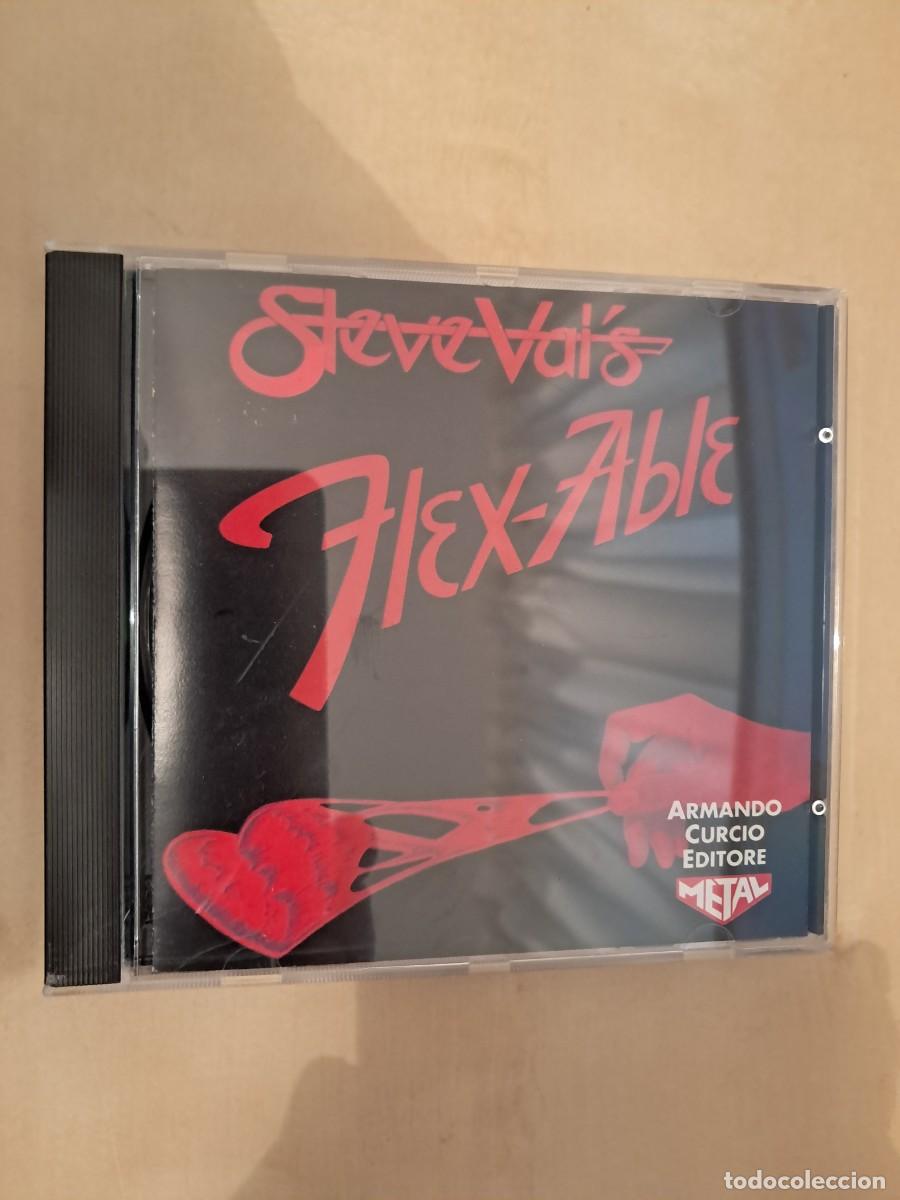 Steve Vai's
Flex-Able
ARMANDO
CURCIO
EDITORE
METAL
todocoleccion